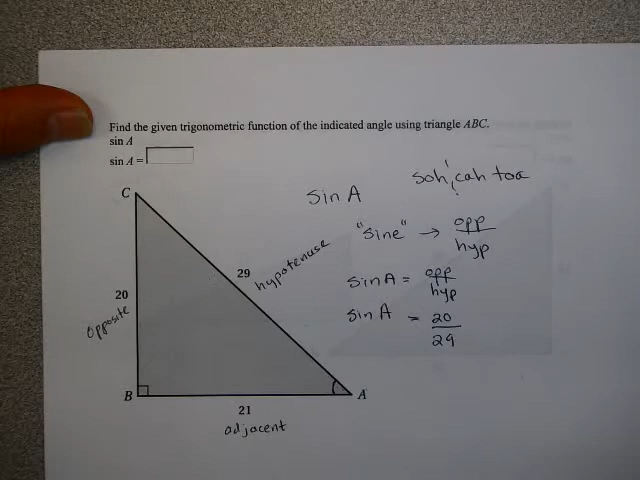 Find the given trigonometric function of the indicated angle using triangle ABC.
sin A
sin A =
soh cah toa
sin A
"sine" → opp
hyp
sin A = opp
hyp
sin A = 20
29
C
29
hypotenuse
20
opposite
B
A
21
adjacent